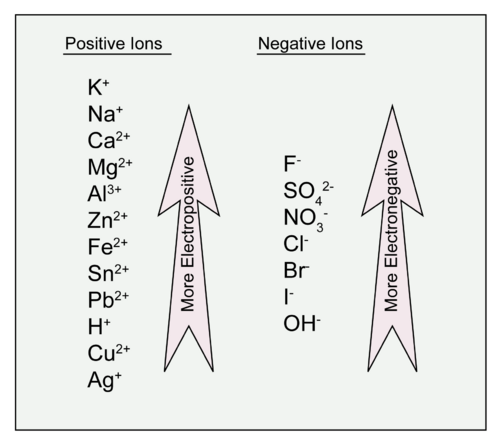 Positive Ions
K⁺
Na⁺
Ca²⁺
Mg²⁺
Al³⁺
Zn²⁺
Fe²⁺
Sn²⁺
Pb²⁺
H⁺
Cu²⁺
Ag⁺
More Electropositive
Negative Ions
F⁻
SO₄²⁻
NO₃⁻
Cl⁻
Br⁻
I⁻
OH⁻
More Electronegative